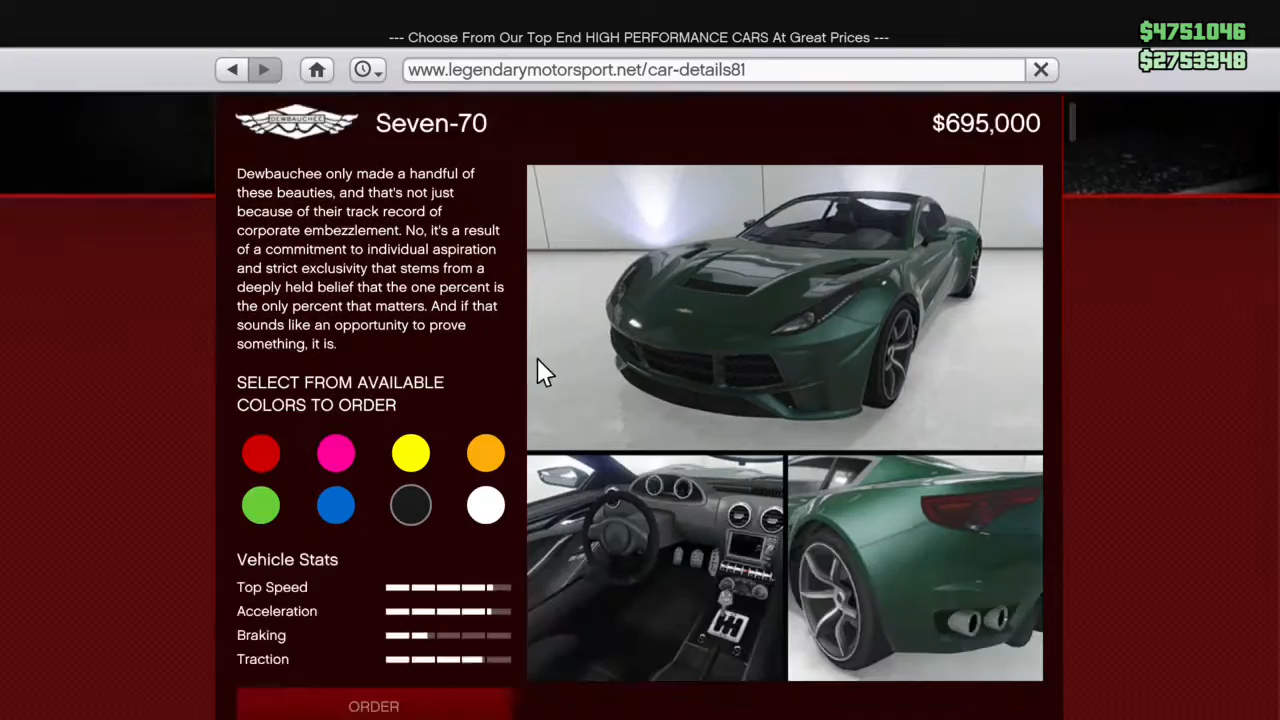 --- Choose From Our Top End HIGH PERFORMANCE CARS At Great Prices ---
$4751046
$2753348
www.legendarymotorsport.net/car-details81
DEWBAUCHEE
Seven-70
$695,000
Dewbauchee only made a handful of
these beauties, and that's not just
because of their track record of
corporate embezzlement. No, it's a result
of a commitment to individual aspiration
and strict exclusivity that stems from a
deeply held belief that the one percent is
the only percent that matters. And if that
sounds like an opportunity to prove
something, it is.
SELECT FROM AVAILABLE
COLORS TO ORDER
Vehicle Stats
Top Speed
Acceleration
Braking
Traction
ORDER